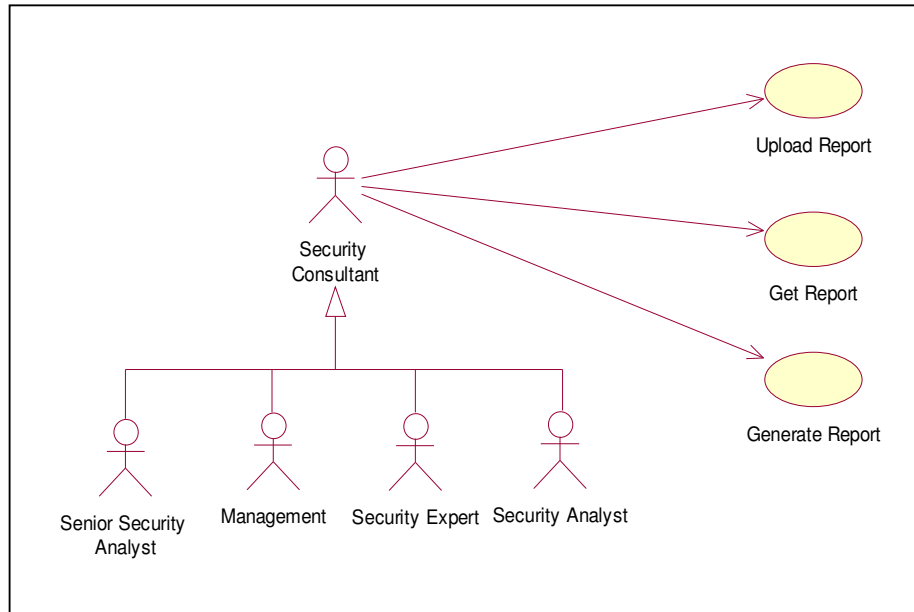 Upload Report
Security
Consultant
Get Report
Generate Report
Senior Security
Analyst
Management
Security Expert
Security Analyst